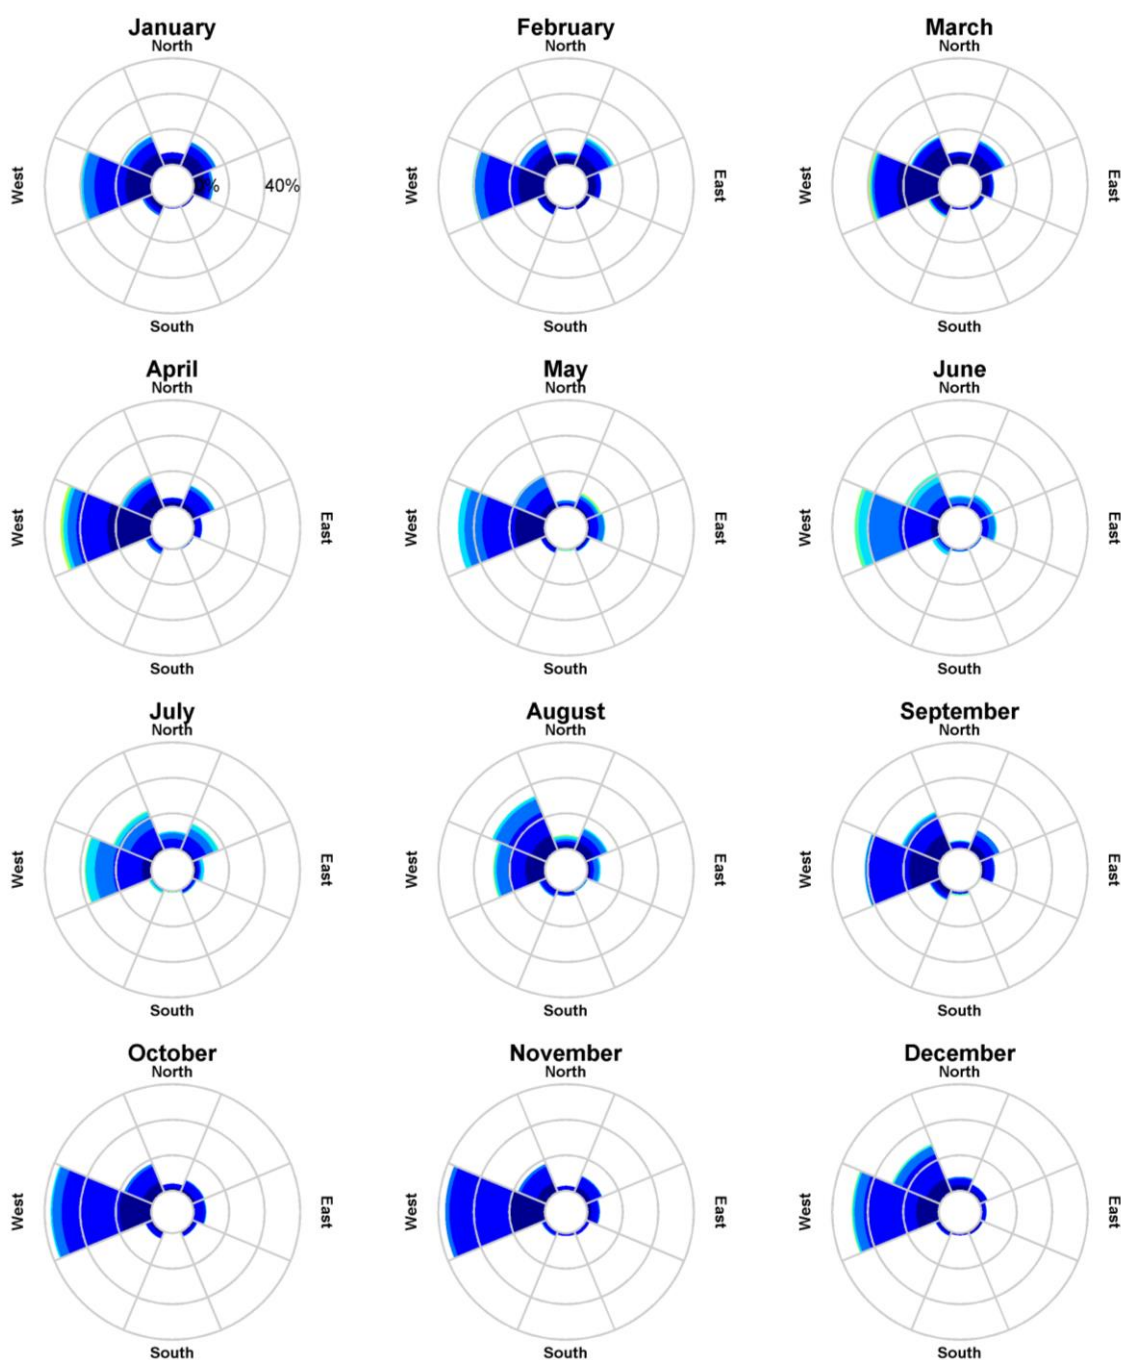 January February March
North North North
West 40% West East West East
South South South
April May June
North North North
West East West East West East
South South South
July August September
North North North
West East West East West East
South South South
October November December
North North North
West East West East West East
South South South